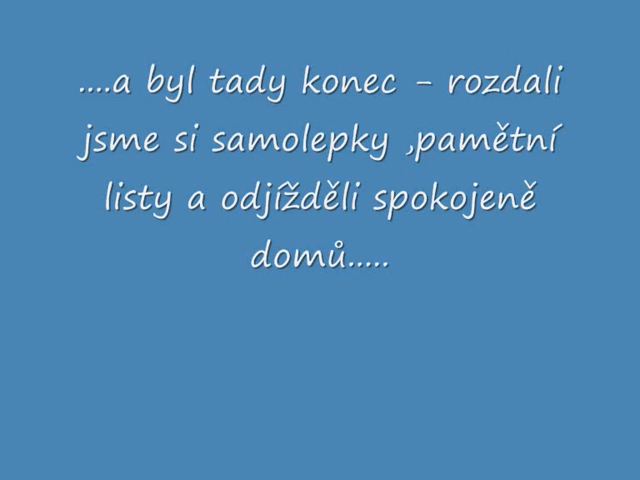 ....a byl tady konec - rozdali
jsme si samolepky ,pamětní
listy a odjížděli spokojeně
domů.....